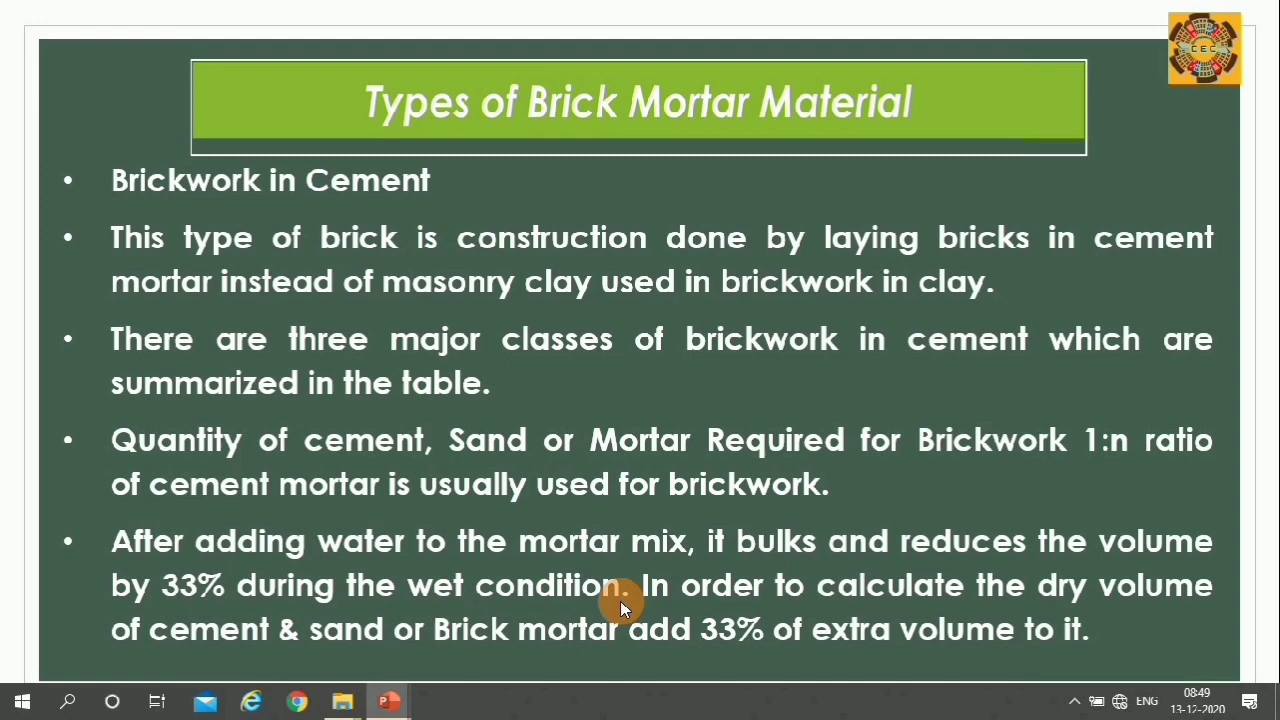 CEC
Types of Brick Mortar Material
• Brickwork in Cement
• This type of brick is construction done by laying bricks in cement
mortar instead of masonry clay used in brickwork in clay.
• There are three major classes of brickwork in cement which are
summarized in the table.
• Quantity of cement, Sand or Mortar Required for Brickwork 1:n ratio
of cement mortar is usually used for brickwork.
• After adding water to the mortar mix, it bulks and reduces the volume
by 33% during the wet condition. In order to calculate the dry volume
of cement & sand or Brick mortar add 33% of extra volume to it.
ENG
08:49
13-12-2020